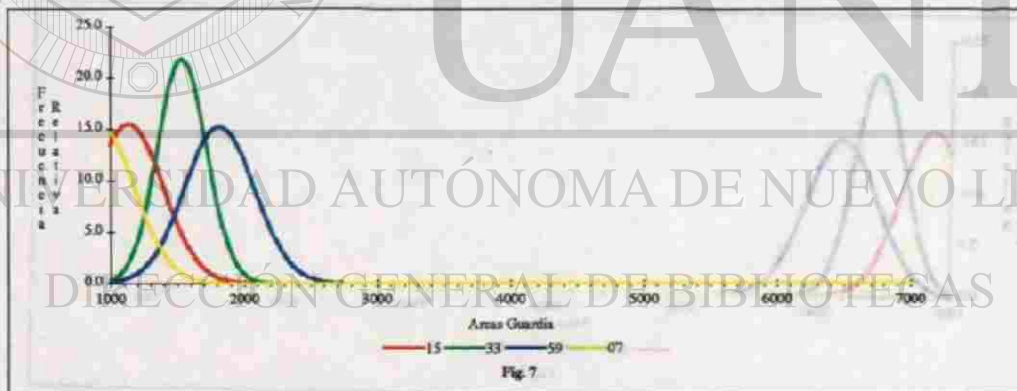 UANL
25.0
20.0
15.0
10.0
5.0
0.0
Frecuencia
Relativa
UNIVERSIDAD AUTÓNOMA DE NUEVO
DIRECCIÓN GENERAL DE BIBLIOTECAS
1000 2000 3000 4000 5000 6000 7000
Areas Guardia
15 33 59 07
Fig. 7